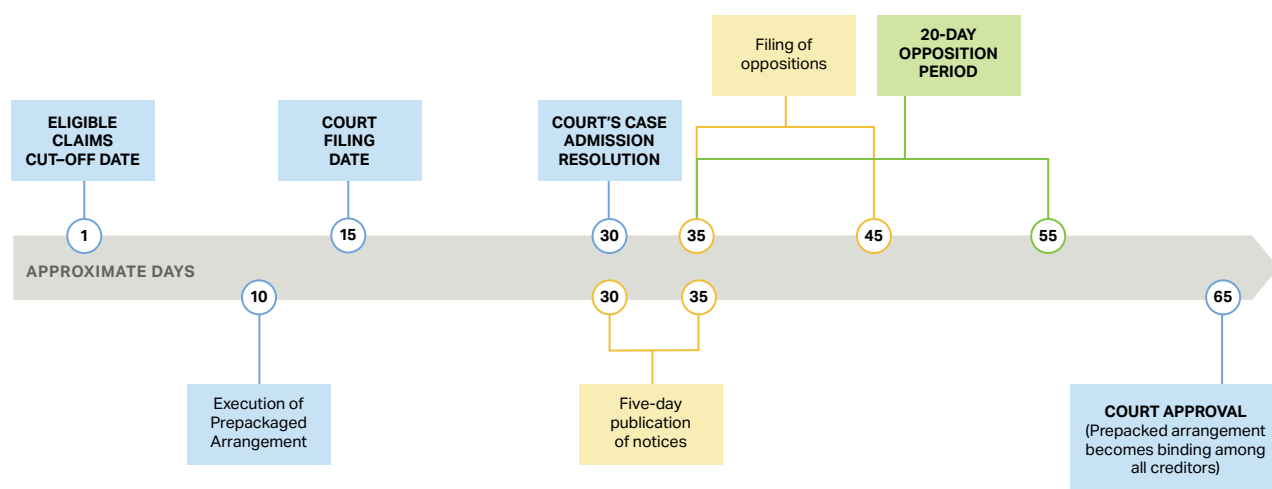 Filing of
oppositions
20-DAY
OPPOSITION
PERIOD
ELIGIBLE
CLAIMS
CUT–OFF DATE
COURT
FILING
DATE
COURT'S CASE
ADMISSION
RESOLUTION
1
15
30
35
45
55
APPROXIMATE DAYS
10
30
35
65
Execution of
Prepackaged
Arrangement
Five-day
publication
of notices
COURT APPROVAL
(Prepacked arrangement
becomes binding among
all creditors)